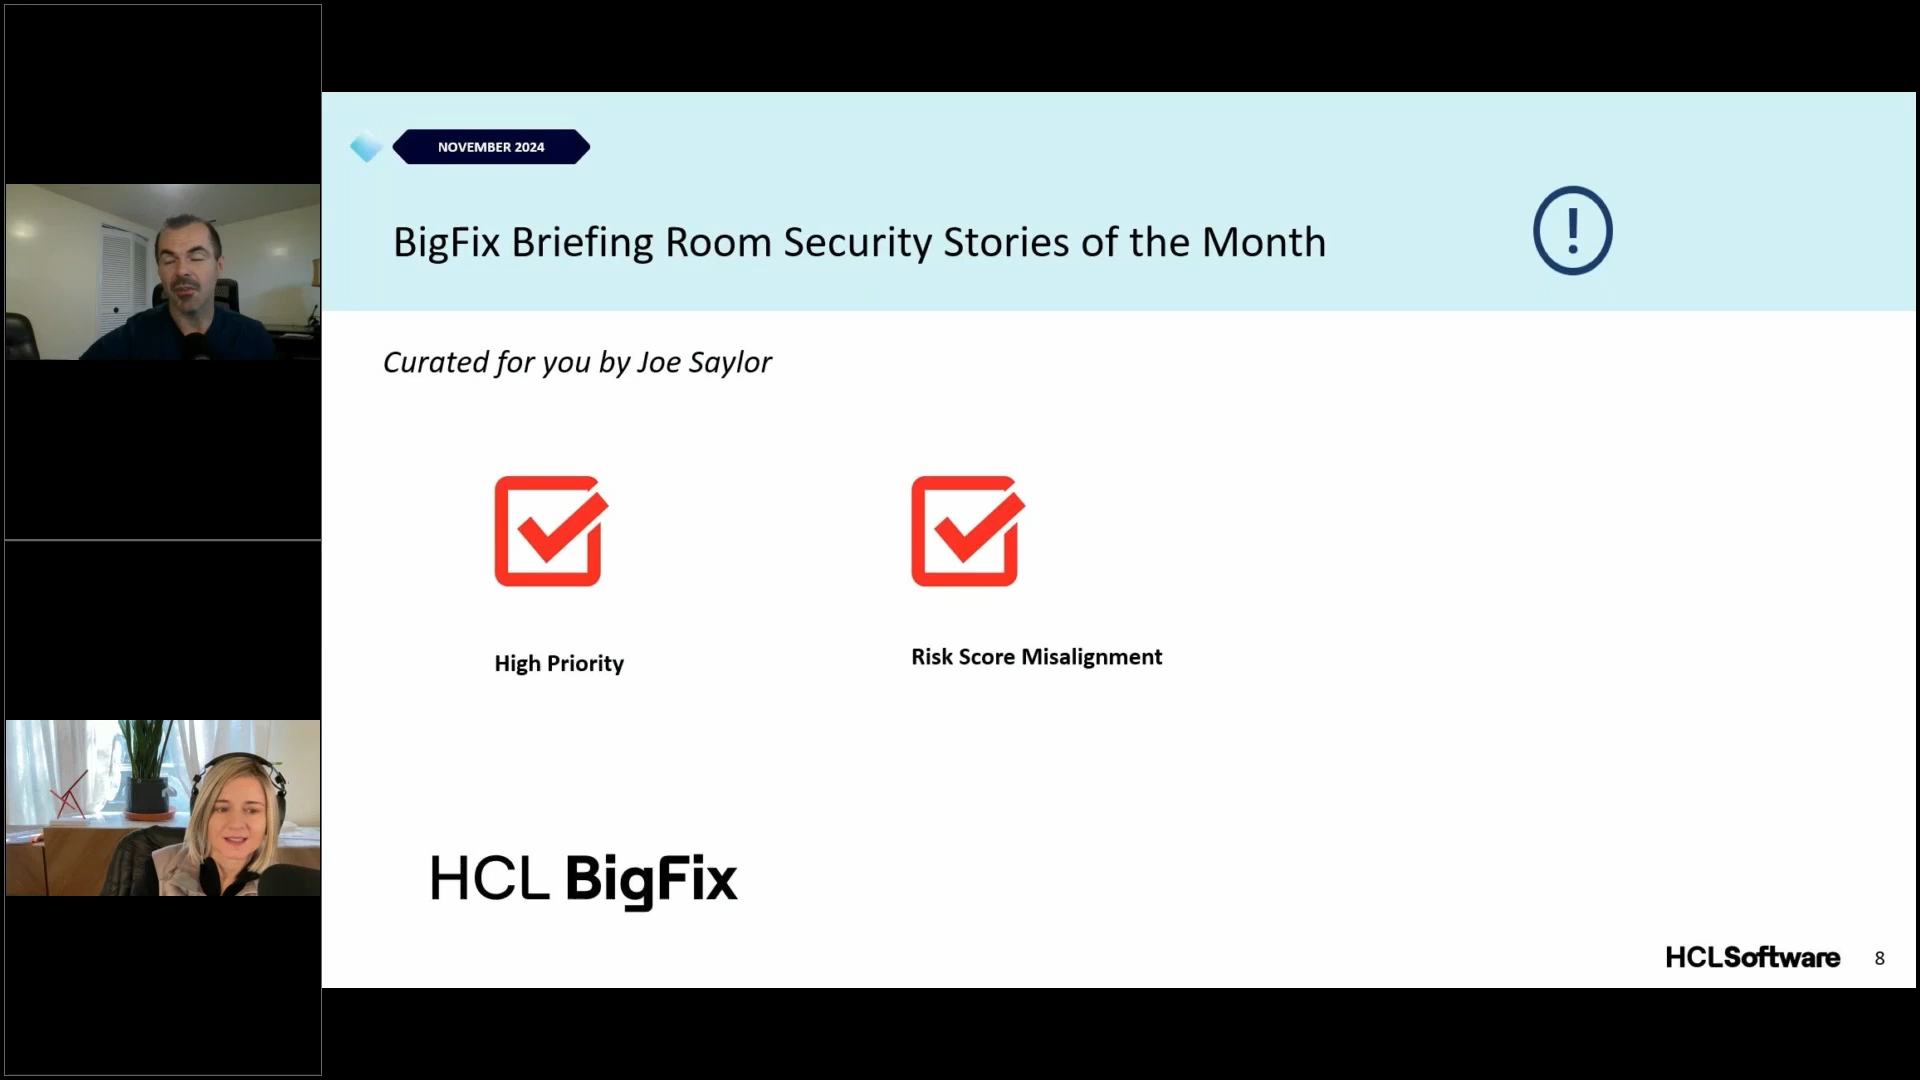 NOVEMBER 2024
BigFix Briefing Room Security Stories of the Month
!
Curated for you by Joe Saylor
High Priority
Risk Score Misalignment
HCL BigFix
HCLSoftware
8